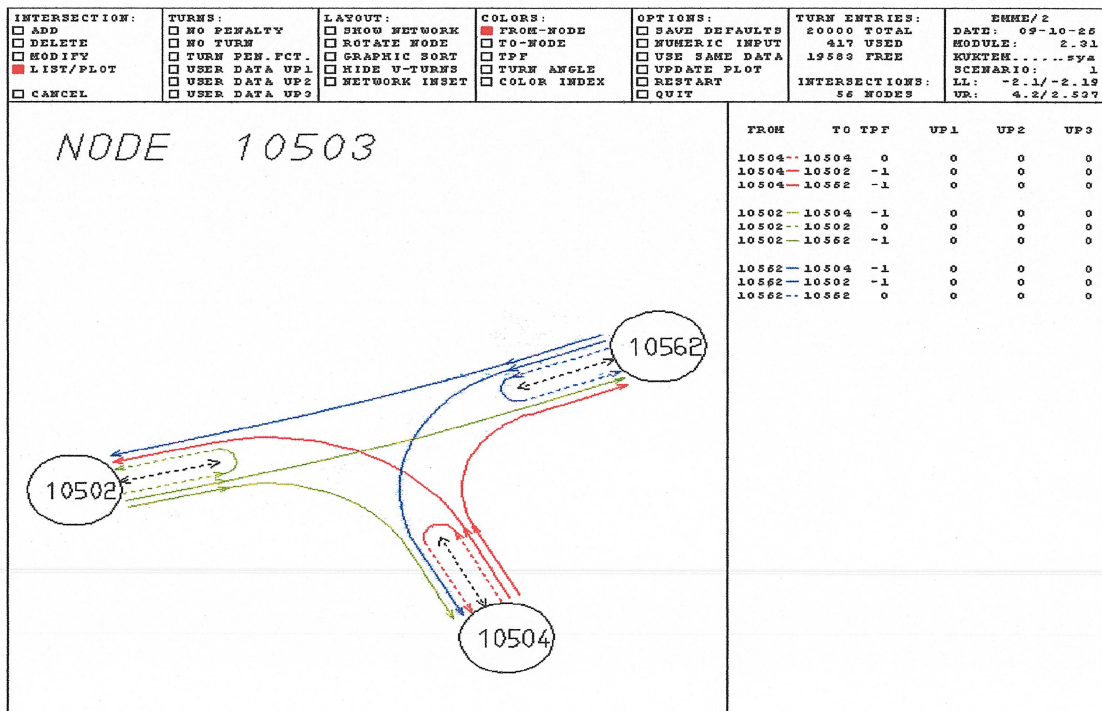 INTERSECTION:
ADD
DELETE
MODIFY
LIST/PLOT
CANCEL
TURNS:
NO PENALTY
NO TURN
TURN PEN.FCT.
USER DATA UP1
USER DATA UP2
USER DATA UP3
LAYOUT:
SHOW NETWORK
ROTATE NODE
GRAPHIC SORT
HIDE U-TURNS
NETWORK INSET
COLORS:
FROM-NODE
TO-NODE
TPF
TURN ANGLE
COLOR INDEX
OPTIONS:
SAVE DEFAULTS
NUMERIC INPUT
USE SAME DATA
UPDATE PLOT
RESTART
QUIT
TURN ENTRIES:
20000 TOTAL
417 USED
19583 FREE
INTERSECTIONS:
56 NODES
EMME/2
DATE: 09-10-26
MODULE: 2.31
KUKTEM......sya
SCENARIO: 1
LL: -2.1/-2.19
UR: 4.2/2.537
NODE 10503
FROM TO TPF UP1 UP2 UP3
10504 10504 0 0 0 0
10504 10502 -1 0 0 0
10504 10562 -1 0 0 0
10502 10504 -1 0 0 0
10502 10502 0 0 0 0
10502 10562 -1 0 0 0
10562 10504 -1 0 0 0
10562 10502 -1 0 0 0
10562 10562 0 0 0 0
10562
10502
10504